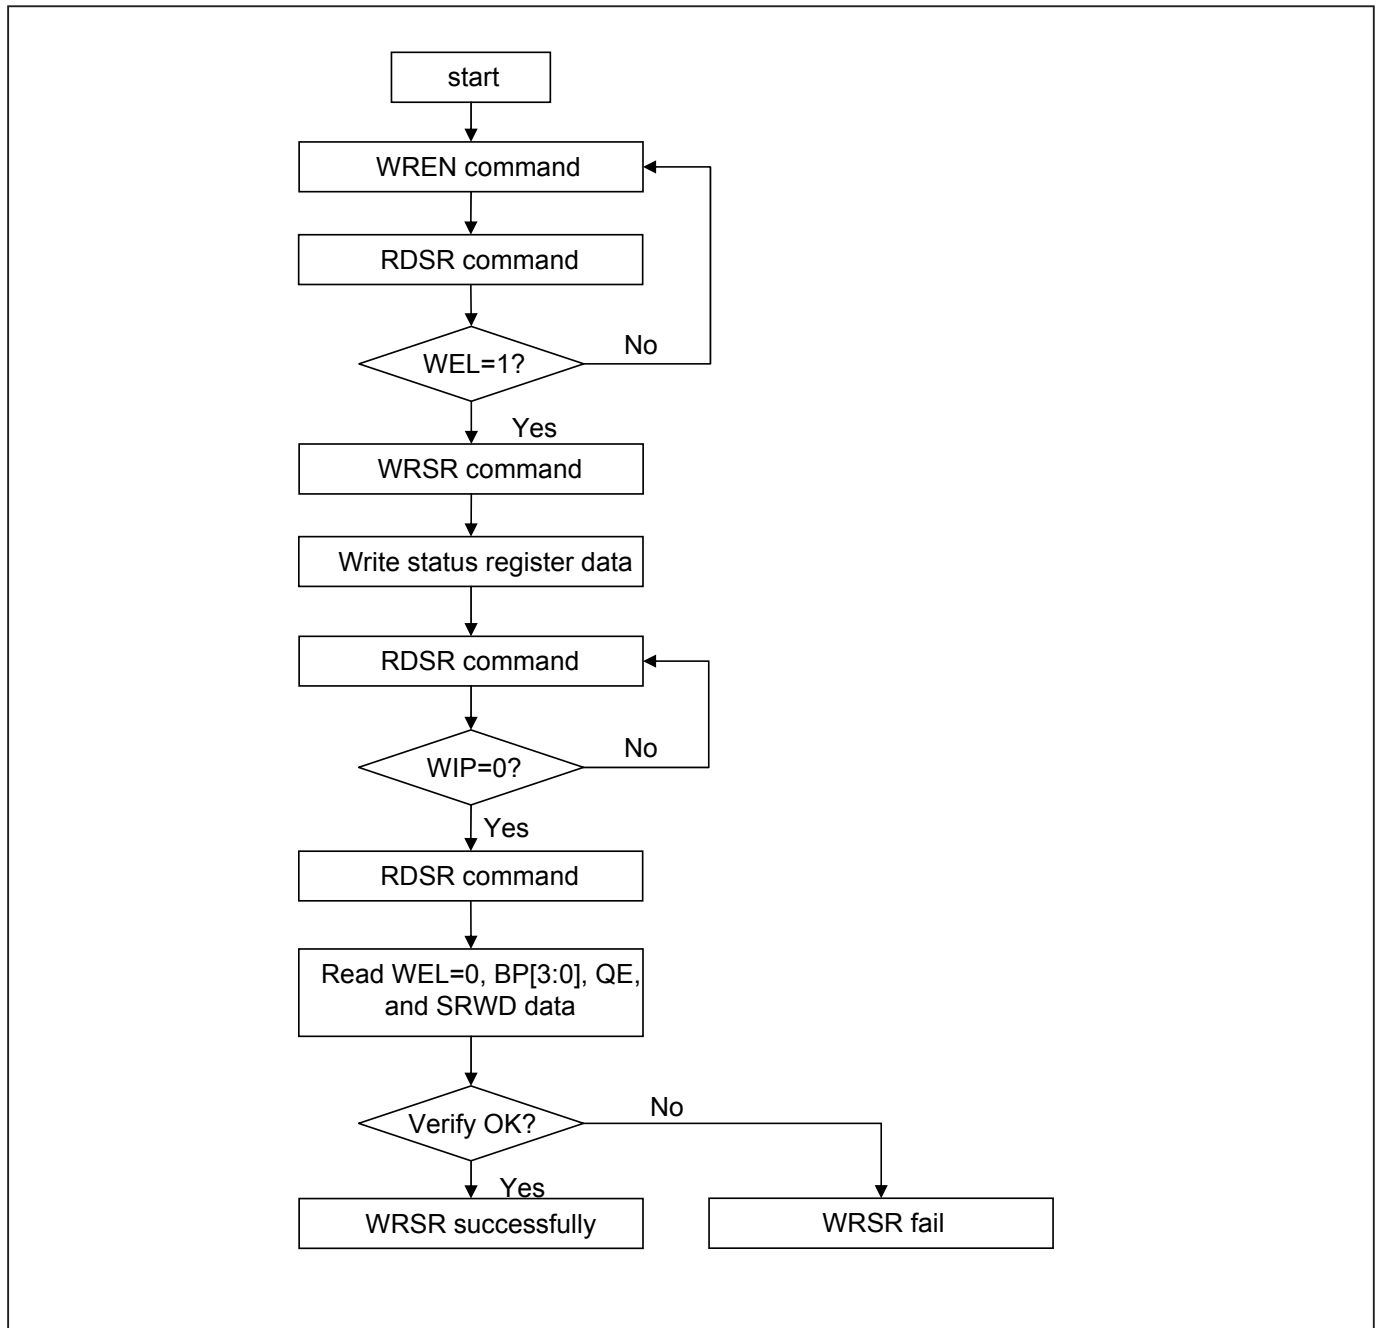 start
WREN command
RDSR command
WEL=1?
No
Yes
WRSR command
Write status register data
RDSR command
WIP=0?
No
Yes
RDSR command
Read WEL=0, BP[3:0], QE,
and SRWD data
Verify OK?
No
Yes
WRSR successfully
WRSR fail